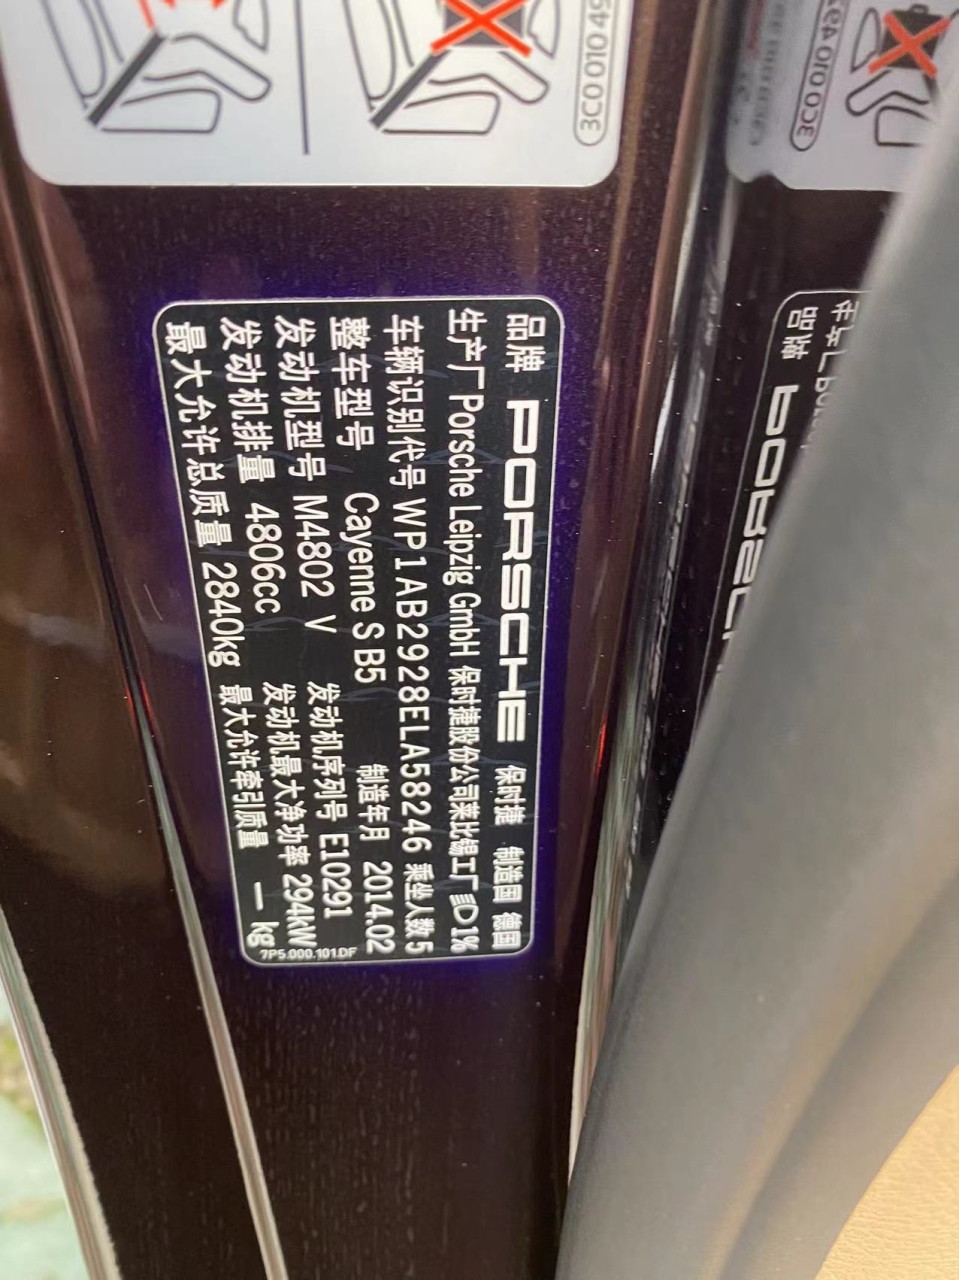 3C0 010 49
品牌 PORSCHE 保时捷 制造国 德国
生产厂 Porsche Leipzig GmbH 保时捷股份公司莱比锡工厂
车辆识别代号 WP1AB2928ELA58246 乘坐人数 5
整车型号 Cayenne S B5 制造年月 2014.02
发动机型号 M4802 V 发动机序列号 E10291
发动机排量 4806cc 发动机最大净功率 294kW
最大允许总质量 2840kg 最大允许牵引质量 — kg
7P5.000.101.DF